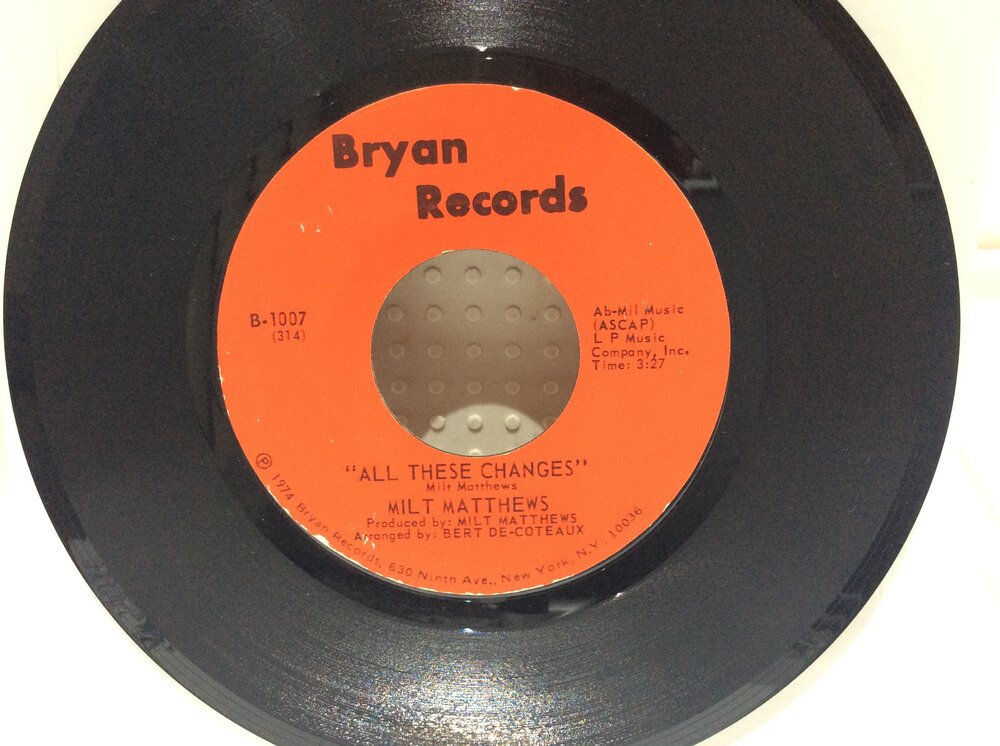 Bryan
Records
B-1007
(314)
Ab-Mil Music
(ASCAP)
L P Music
Company, Inc.
Time: 3:27
"ALL THESE CHANGES"
Milt Matthews
MILT MATTHEWS
Produced by: MILT MATTHEWS
Arranged by: BERT DE-COTEAUX
℗ 1974 Bryan Records, 630 Ninth Ave., New York, N.Y. 10036